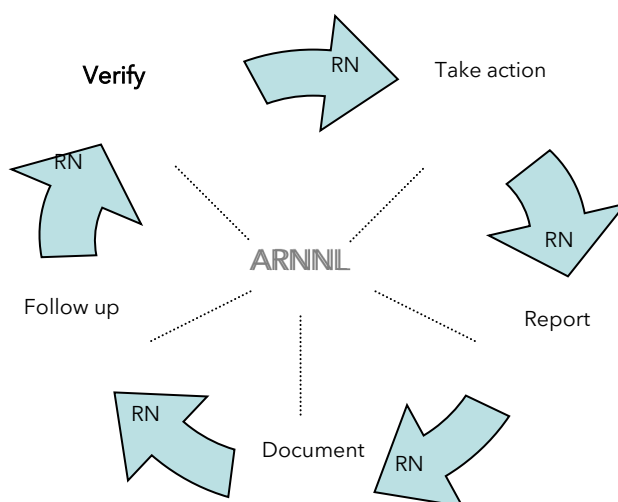 Verify
RN
Take action
RN
ARNNL
RN
Follow up
Report
RN
Document
RN